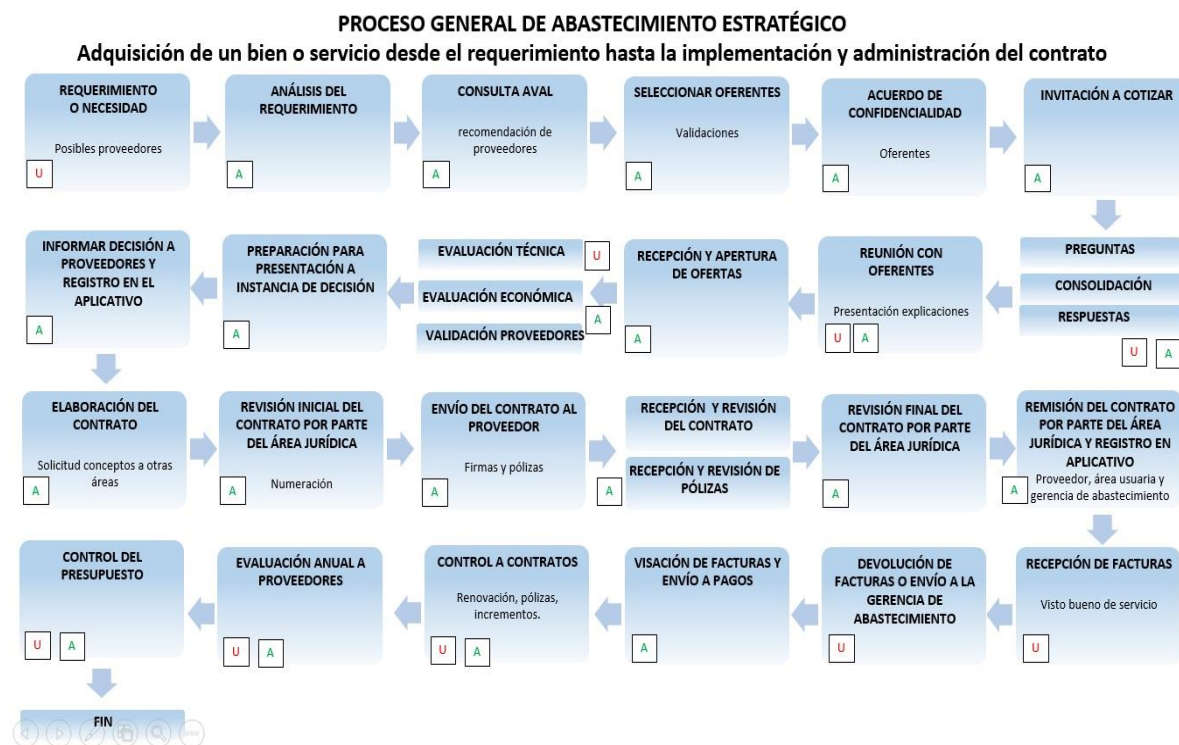 PROCESO GENERAL DE ABASTECIMIENTO ESTRATÉGICO
Adquisición de un bien o servicio desde el requerimiento hasta la implementación y administración del contrato
REQUERIMIENTO
O NECESIDAD
Posibles proveedores
U
ANÁLISIS DEL
REQUERIMIENTO
A
CONSULTA AVAL
recomendación de
proveedores
A
SELECCIONAR OFERENTES
Validaciones
A
ACUERDO DE
CONFIDENCIALIDAD
Oferentes
A
INVITACIÓN A COTIZAR
A
PREGUNTAS
CONSOLIDACIÓN
RESPUESTAS
U A
REUNIÓN CON
OFERENTES
Presentación explicaciones
U A
RECEPCIÓN Y APERTURA
DE OFERTAS
A
EVALUACIÓN TÉCNICA
U
EVALUACIÓN ECONÓMICA
A
VALIDACIÓN PROVEEDORES
PREPARACIÓN PARA
PRESENTACIÓN A
INSTANCIA DE DECISIÓN
A
INFORMAR DECISIÓN A
PROVEEDORES Y
REGISTRO EN EL
APLICATIVO
A
ELABORACIÓN DEL
CONTRATO
Solicitud conceptos a otras
áreas
A
REVISIÓN INICIAL DEL
CONTRATO POR PARTE
DEL ÁREA JURÍDICA
Numeración
A
ENVÍO DEL CONTRATO AL
PROVEEDOR
Firmas y pólizas
A
RECEPCIÓN Y REVISIÓN
DEL CONTRATO
RECEPCIÓN Y REVISIÓN DE
PÓLIZAS
A
REVISIÓN FINAL DEL
CONTRATO POR PARTE
DEL ÁREA JURÍDICA
A
REMISIÓN DEL CONTRATO
POR PARTE DEL ÁREA
JURÍDICA Y REGISTRO EN
APLICATIVO
Proveedor, área usuaria y
gerencia de abastecimiento
A
RECEPCIÓN DE FACTURAS
Visto bueno de servicio
U
DEVOLUCIÓN DE
FACTURAS O ENVÍO A LA
GERENCIA DE
ABASTECIMIENTO
U
VISACIÓN DE FACTURAS Y
ENVÍO A PAGOS
A
CONTROL A CONTRATOS
Renovación, pólizas,
incrementos.
U A
EVALUACIÓN ANUAL A
PROVEEDORES
U A
CONTROL DEL
PRESUPUESTO
U A
FIN